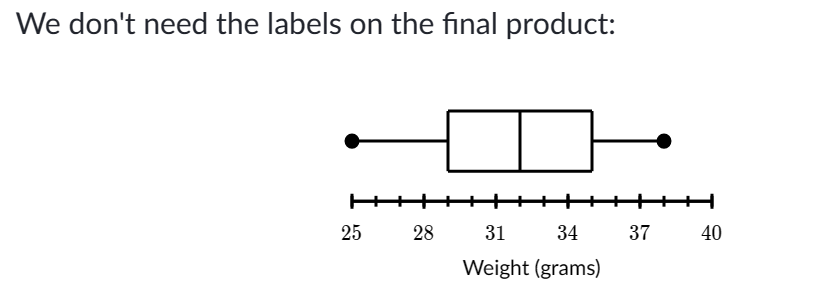 We don't need the labels on the final product:
25 28 31 34 37 40
Weight (grams)